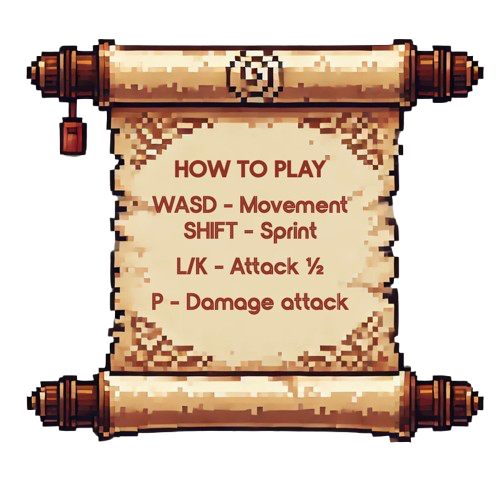 HOW TO PLAY
WASD - Movement
SHIFT - Sprint
L/K - Attack ½
P - Damage attack